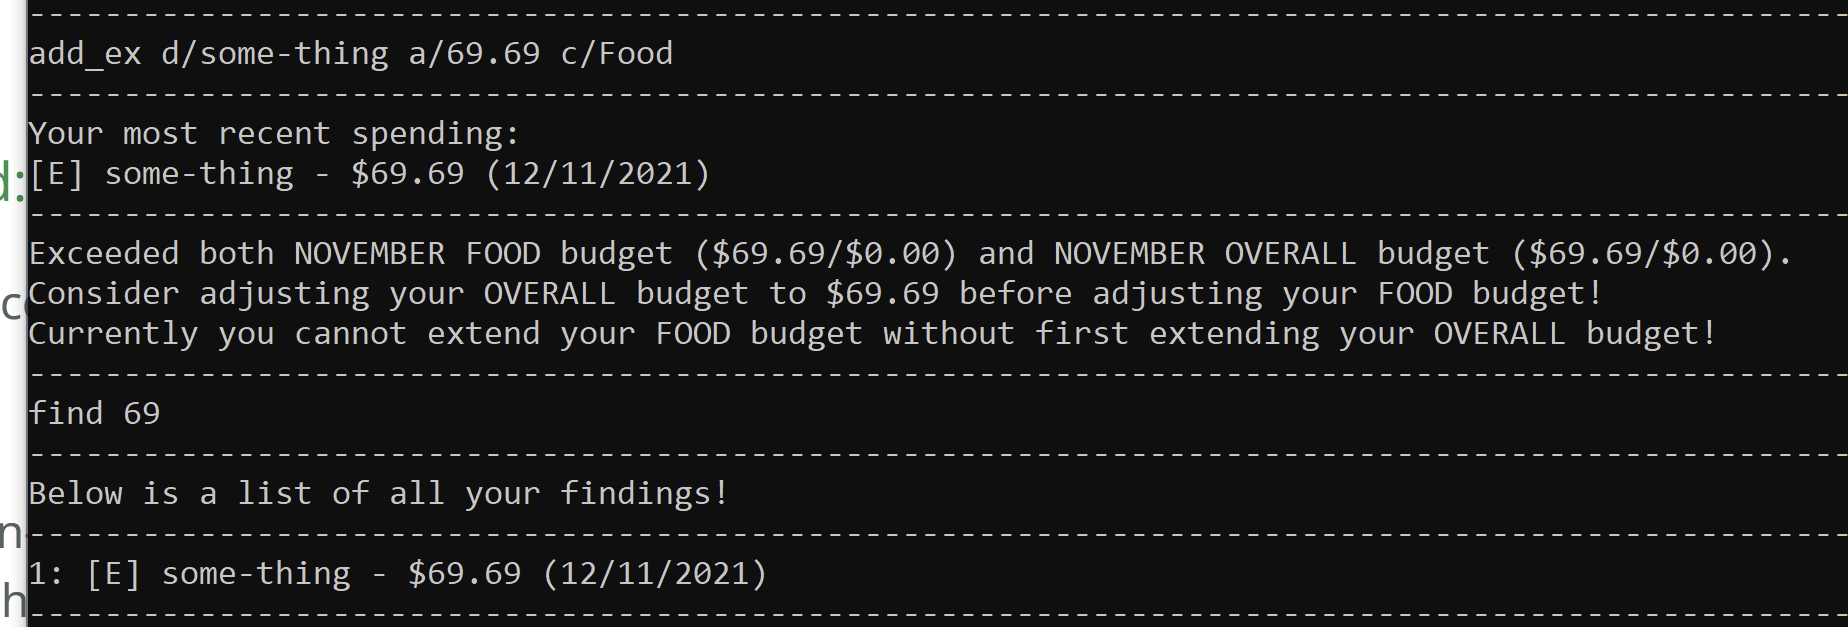 add_ex d/some-thing a/69.69 c/Food
Your most recent spending:
[E] some-thing - $69.69 (12/11/2021)
Exceeded both NOVEMBER FOOD budget ($69.69/$0.00) and NOVEMBER OVERALL budget ($69.69/$0.00).
Consider adjusting your OVERALL budget to $69.69 before adjusting your FOOD budget!
Currently you cannot extend your FOOD budget without first extending your OVERALL budget!
find 69
Below is a list of all your findings!
1: [E] some-thing - $69.69 (12/11/2021)